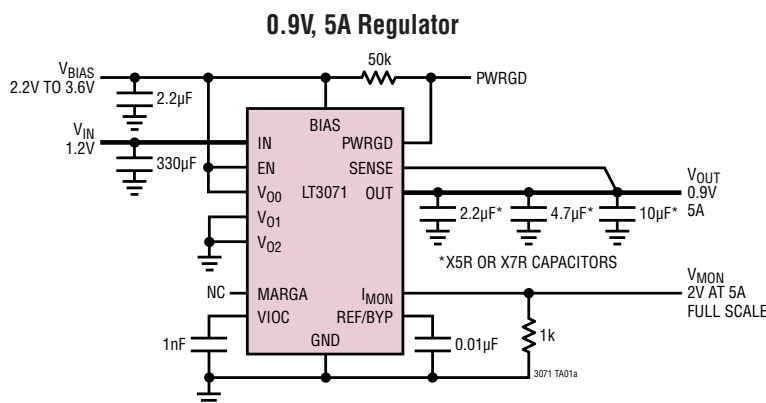 0.9V, 5A Regulator
50k
VBIAS
2.2V TO 3.6V
PWRGD
2.2µF
BIAS
VIN
1.2V
IN
PWRGD
330µF
EN
SENSE
VO0
LT3071
OUT
VOUT
0.9V
5A
VO1
2.2µF*
4.7µF*
10µF*
VO2
*X5R OR X7R CAPACITORS
NC
MARGA
IMON
VMON
2V AT 5A
FULL SCALE
VIOC
REF/BYP
1nF
GND
0.01µF
1k
3071 TA01a